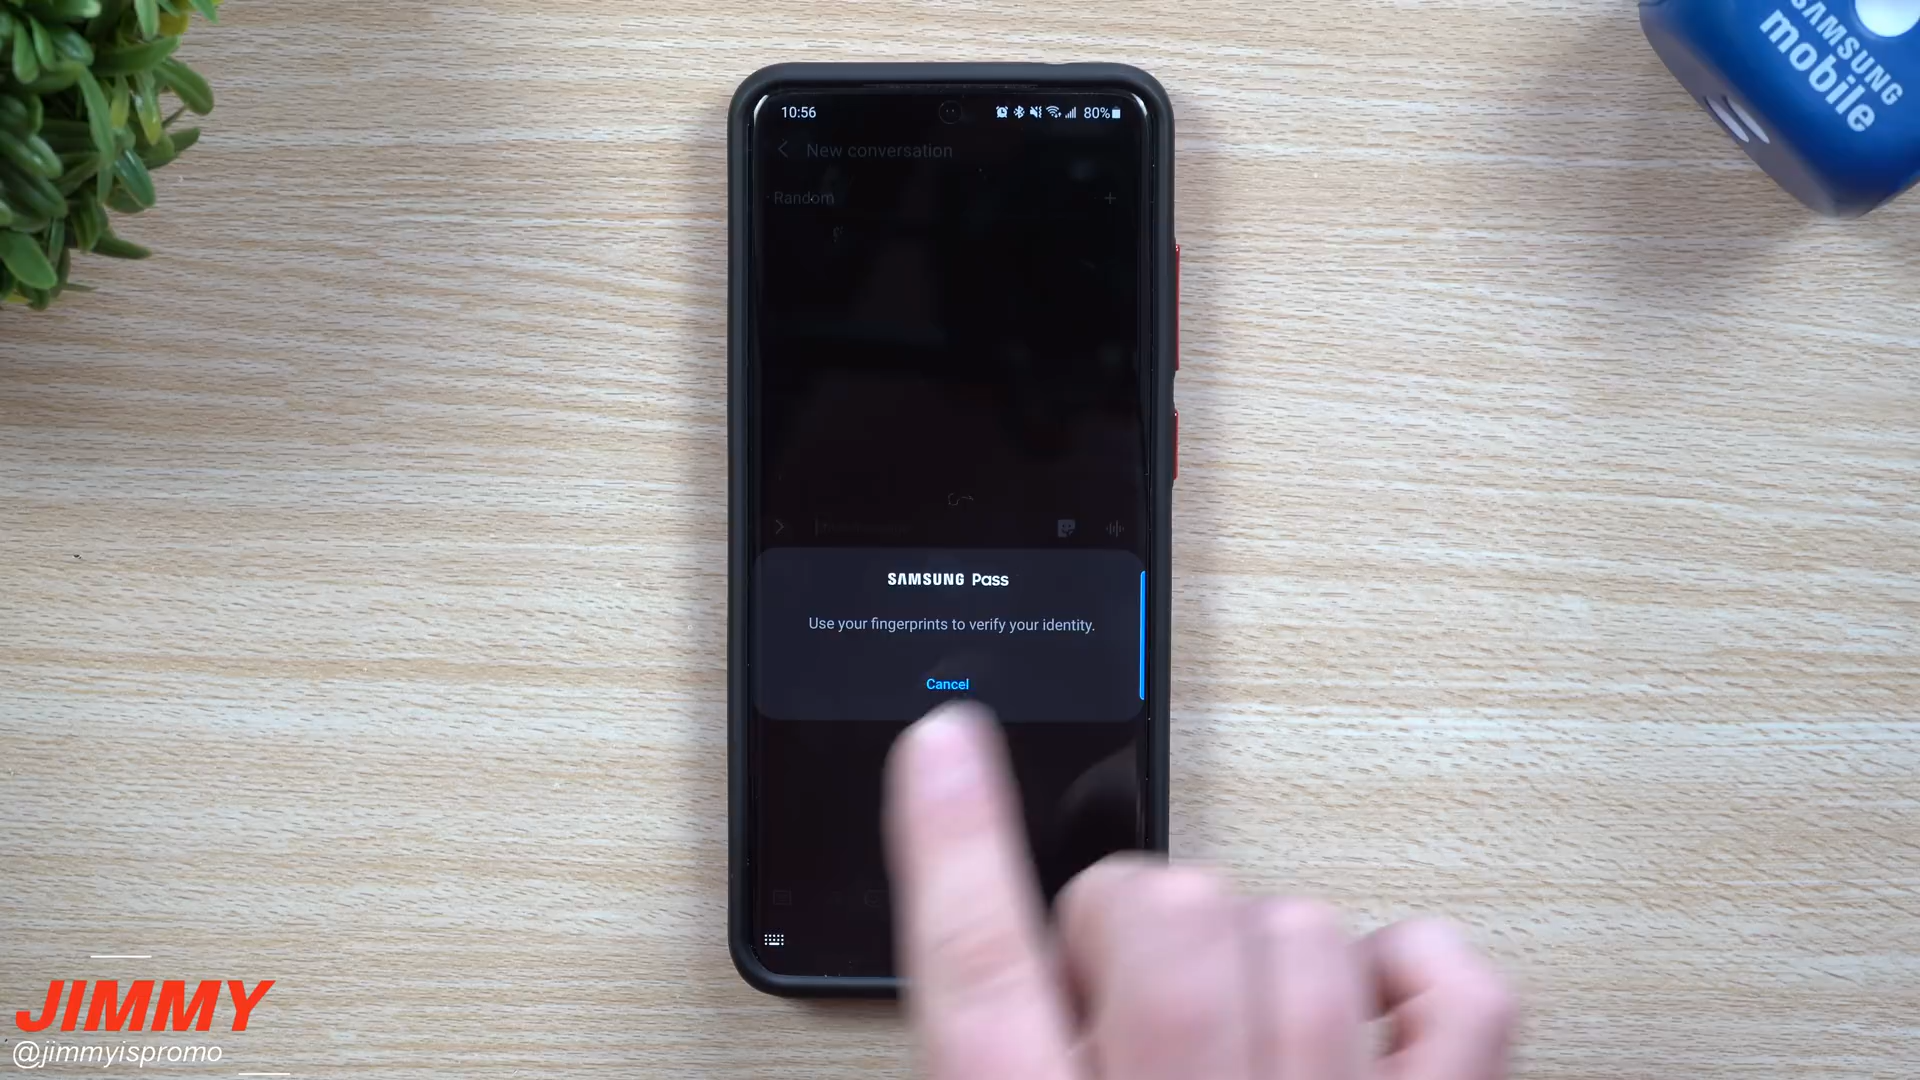 SAMSUNG
mobile
10:56
80%
New conversation
Random
SAMSUNG Pass
Use your fingerprints to verify your identity.
Cancel
JIMMY
@jimmyispromo